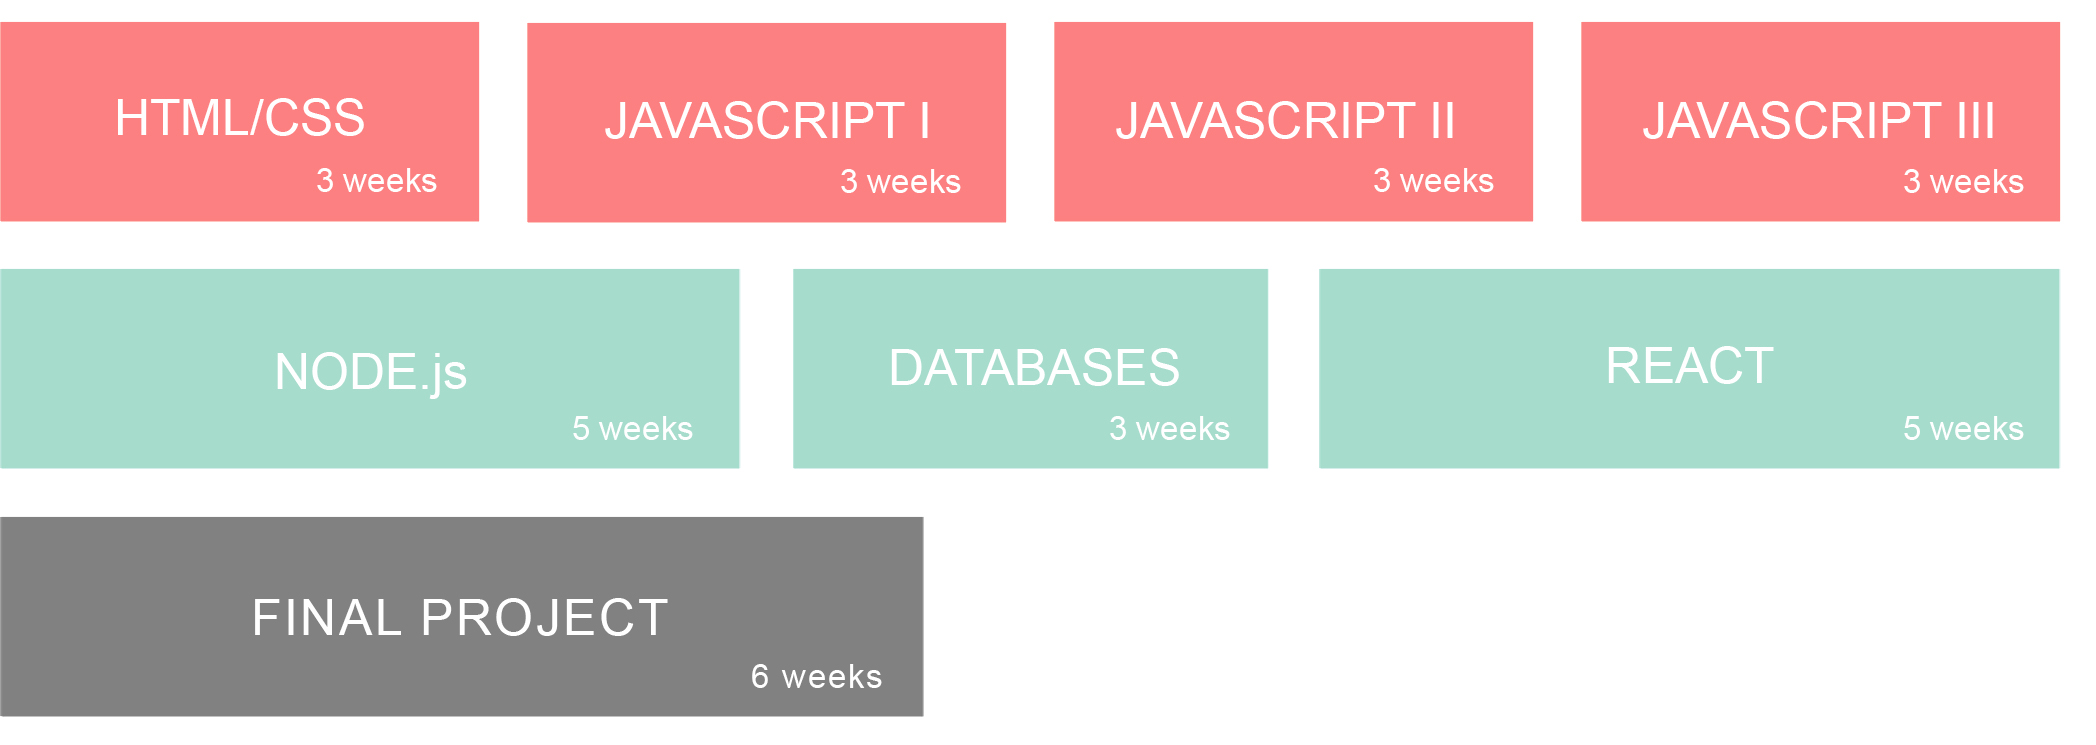 HTML/CSS
3 weeks
JAVASCRIPT I
3 weeks
JAVASCRIPT II
3 weeks
JAVASCRIPT III
3 weeks
NODE.js
5 weeks
DATABASES
3 weeks
REACT
5 weeks
FINAL PROJECT
6 weeks